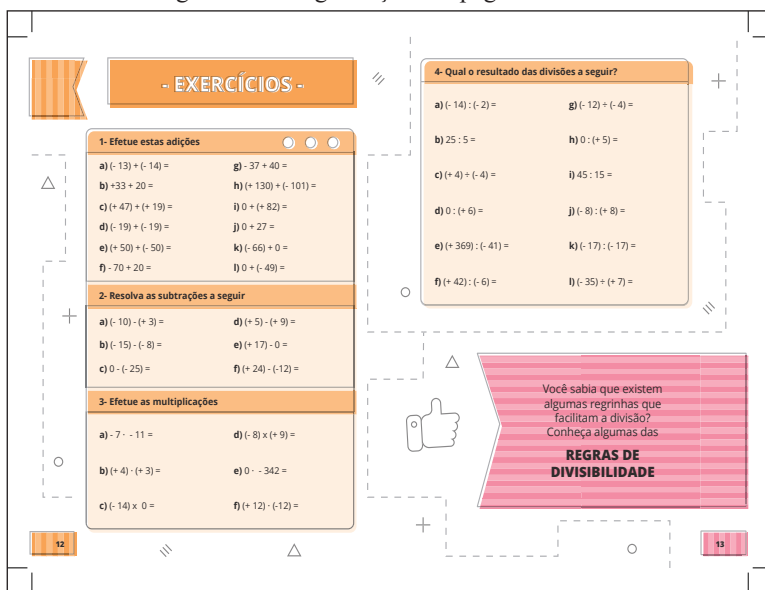 - EXERCÍCIOS -
1- Efetue estas adições
a) (- 13) + (- 14) =
b) +33 + 20 =
c) (+ 47) + (+ 19) =
d) (- 19) + (- 19) =
e) (+ 50) + (- 50) =
f) - 70 + 20 =
g) - 37 + 40 =
h) (+ 130) + (- 101) =
i) 0 + (+ 82) =
j) 0 + 27 =
k) (- 66) + 0 =
l) 0 + (- 49) =
2- Resolva as subtrações a seguir
a) (- 10) - (+ 3) =
b) (- 15) - (- 8) =
c) 0 - (- 25) =
d) (+ 5) - (+ 9) =
e) (+ 17) - 0 =
f) (+ 24) - (-12) =
3- Efetue as multiplicações
a) - 7 · - 11 =
b) (+ 4) · (+ 3) =
c) (- 14) x 0 =
d) (- 8) x (+ 9) =
e) 0 · - 342 =
f) (+ 12) · (-12) =
12
4- Qual o resultado das divisões a seguir?
a) (- 14) : (- 2) =
b) 25 : 5 =
c) (+ 4) ÷ (- 4) =
d) 0 : (+ 6) =
e) (+ 369) : (- 41) =
f) (+ 42) : (- 6) =
g) (- 12) ÷ (- 4) =
h) 0 : (+ 5) =
i) 45 : 15 =
j) (- 8) : (+ 8) =
k) (- 17) : (- 17) =
l) (- 35) ÷ (+ 7) =
Você sabia que existem
algumas regrinhas que
facilitam a divisão?
Conheça algumas das
REGRAS DE
DIVISIBILIDADE
13